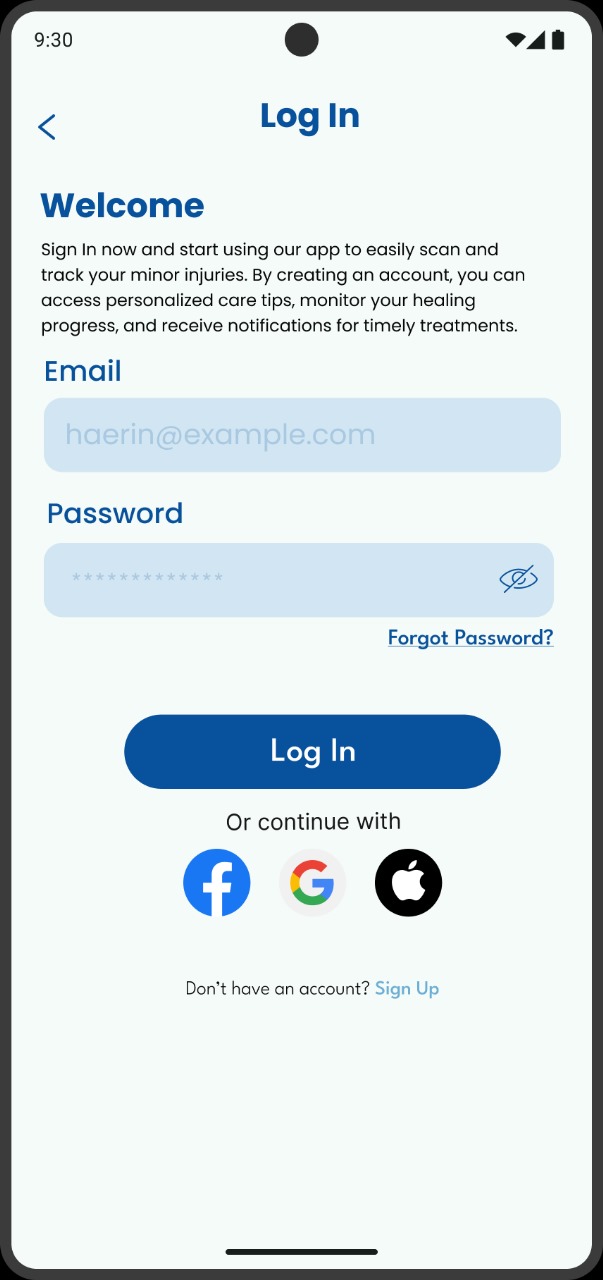 9:30
Log In
Welcome
Sign In now and start using our app to easily scan and
track your minor injuries. By creating an account, you can
access personalized care tips, monitor your healing
progress, and receive notifications for timely treatments.
Email
haerin@example.com
Password
*************
Forgot Password?
Log In
Or continue with
Don’t have an account? Sign Up